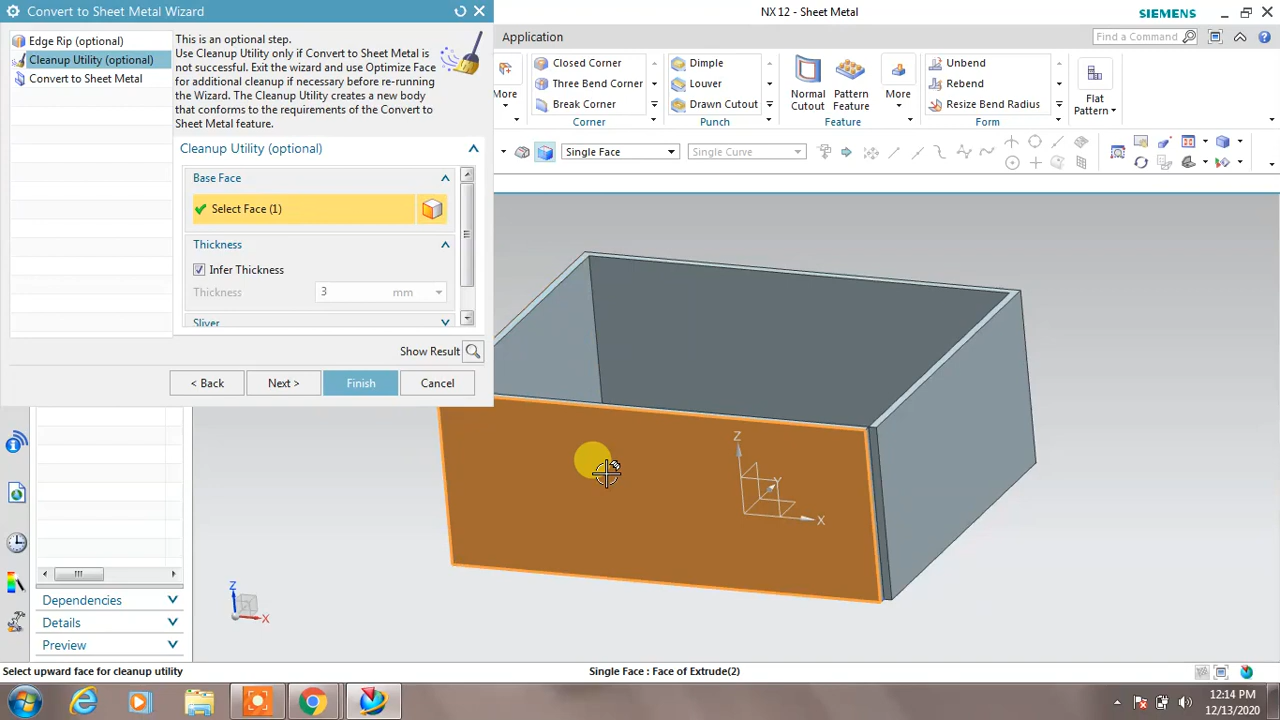 Convert to Sheet Metal Wizard
NX 12 - Sheet Metal
SIEMENS
Edge Rip (optional)
Cleanup Utility (optional)
Convert to Sheet Metal
This is an optional step.
Use Cleanup Utility only if Convert to Sheet Metal is
not successful. Exit the wizard and use Optimize Face
for additional cleanup if necessary before re-running
the Wizard. The Cleanup Utility creates a new body
that conforms to the requirements of the Convert to
Sheet Metal feature.
Cleanup Utility (optional)
Base Face
Select Face (1)
Thickness
Infer Thickness
Thickness
3 mm
Sliver
Show Result
< Back
Next >
Finish
Cancel
Application
Find a Command
More
Closed Corner
Three Bend Corner
Break Corner
Corner
Dimple
Louver
Drawn Cutout
Punch
Normal
Cutout
Pattern
Feature
More
Feature
Unbend
Rebend
Resize Bend Radius
Form
Flat
Pattern
Single Face
Single Curve
Z
Y
X
Z
X
Dependencies
Details
Preview
Select upward face for cleanup utility
Single Face : Face of Extrude(2)
12:14 PM
12/13/2020